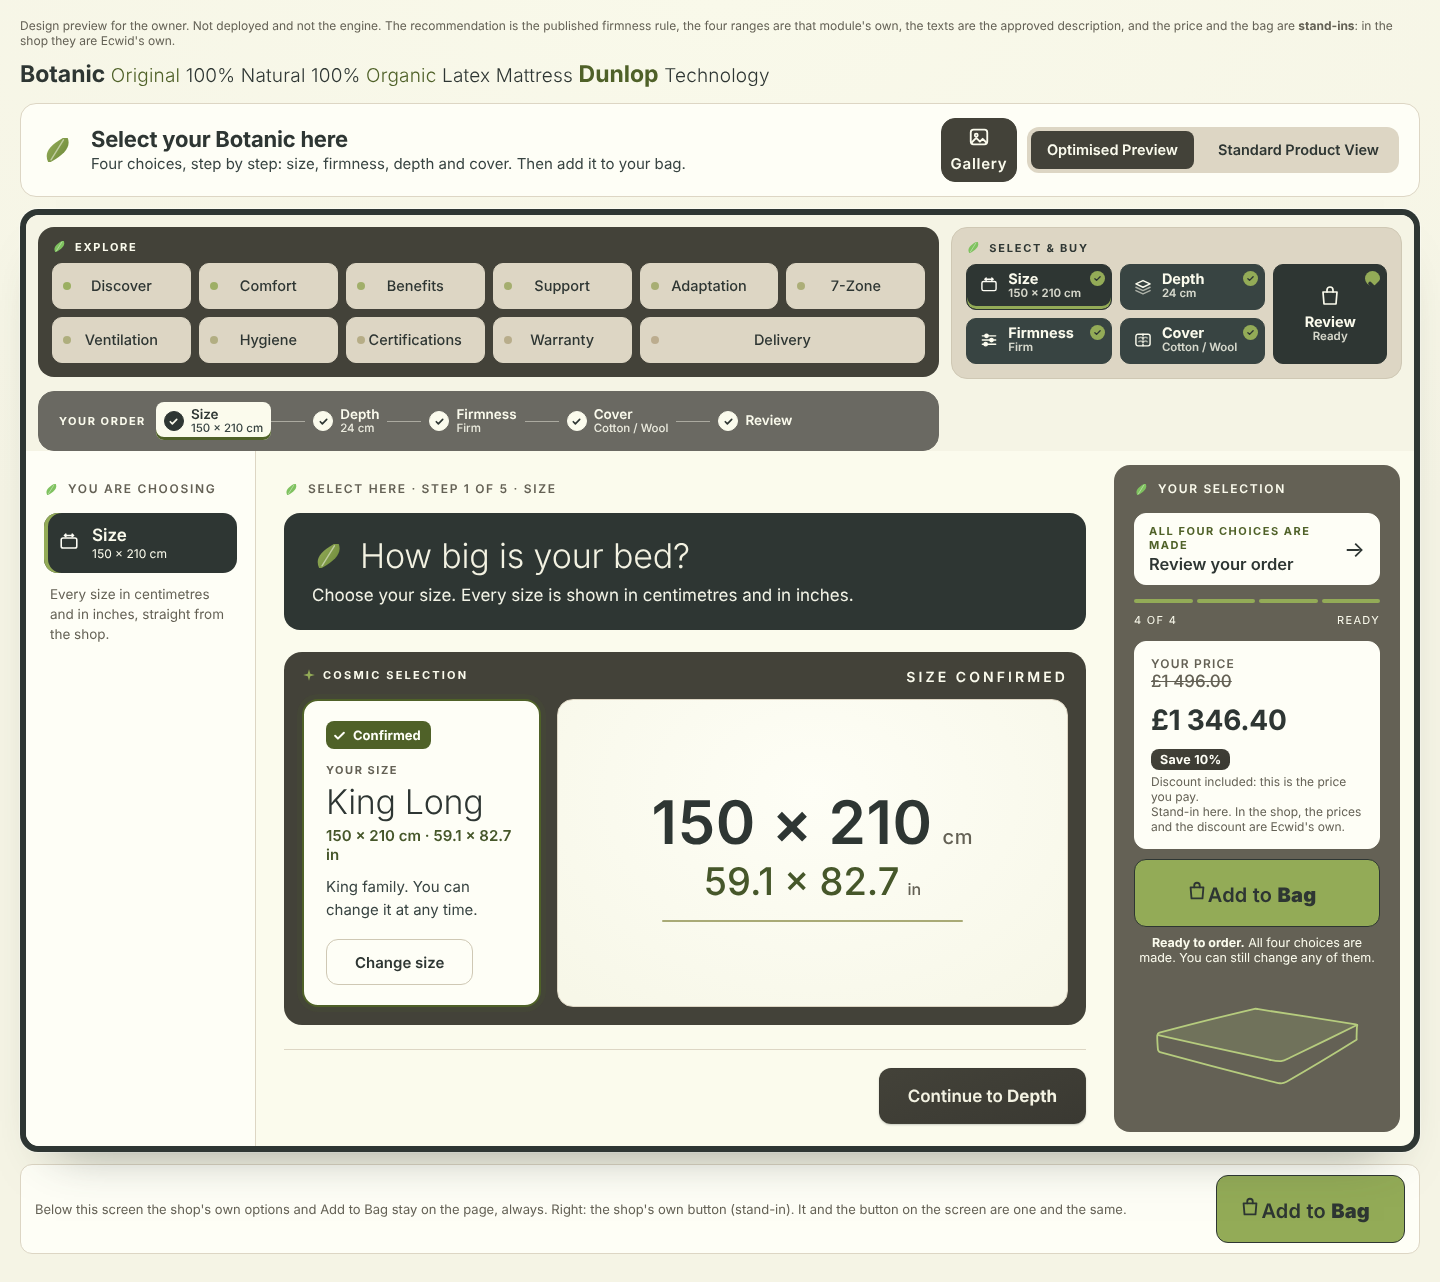 Design preview for the owner. Not deployed and not the engine. The recommendation is the published firmness rule, the four ranges are that module's own, the texts are the approved description, and the price and the bag are stand-ins: in the
shop they are Ecwid's own.
Botanic Original 100% Natural 100% Organic Latex Mattress Dunlop Technology
Select your Botanic here
Four choices, step by step: size, firmness, depth and cover. Then add it to your bag.
Gallery
Optimised Preview
Standard Product View
EXPLORE
Discover
Comfort
Benefits
Support
Adaptation
7-Zone
Ventilation
Hygiene
Certifications
Warranty
Delivery
SELECT & BUY
Size
150 × 210 cm
Depth
24 cm
Firmness
Firm
Cover
Cotton / Wool
Review
Ready
YOUR ORDER
Size
150 × 210 cm
Depth
24 cm
Firmness
Firm
Cover
Cotton / Wool
Review
YOU ARE CHOOSING
Size
150 × 210 cm
Every size in centimetres
and in inches, straight from
the shop.
SELECT HERE · STEP 1 OF 5 · SIZE
How big is your bed?
Choose your size. Every size is shown in centimetres and in inches.
COSMIC SELECTION
SIZE CONFIRMED
Confirmed
YOUR SIZE
King Long
150 × 210 cm · 59.1 × 82.7
in
King family. You can
change it at any time.
Change size
150 × 210 cm
59.1 × 82.7 in
Continue to Depth
YOUR SELECTION
ALL FOUR CHOICES ARE
MADE
Review your order
4 OF 4
READY
YOUR PRICE
£1 496.00
£1 346.40
Save 10%
Discount included: this is the price
you pay.
Stand-in here. In the shop, the prices
and the discount are Ecwid's own.
Add to Bag
Ready to order. All four choices are
made. You can still change any of them.
Below this screen the shop's own options and Add to Bag stay on the page, always. Right: the shop's own button (stand-in). It and the button on the screen are one and the same.
Add to Bag